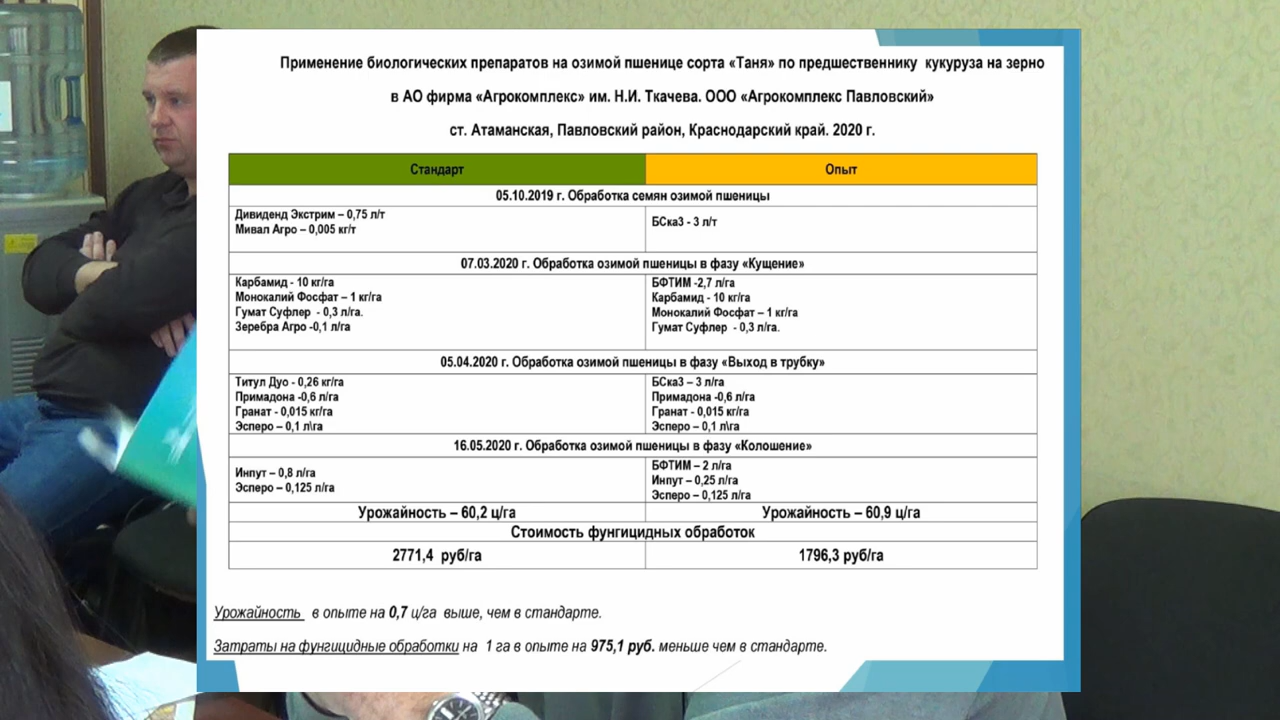 Применение биологических препаратов на озимой пшенице сорта «Таня» по предшественнику кукуруза на зерно
в АО фирма «Агрокомплекс» им. Н.И. Ткачева. ООО «Агрокомплекс Павловский»
ст. Атаманская, Павловский район, Краснодарский край. 2020 г.
Стандарт
Опыт
05.10.2019 г. Обработка семян озимой пшеницы
Дивиденд Экстрим – 0,75 л/т
Мивал Агро – 0,005 кг/т
БСка3 - 3 л/т
07.03.2020 г. Обработка озимой пшеницы в фазу «Кущение»
Карбамид - 10 кг/га
Монокалий Фосфат – 1 кг/га
Гумат Суфлер - 0,3 л/га.
Зеребра Агро -0,1 л/га
БФТИМ -2,7 л/га
Карбамид - 10 кг/га
Монокалий Фосфат – 1 кг/га
Гумат Суфлер - 0,3 л/га.
05.04.2020 г. Обработка озимой пшеницы в фазу «Выход в трубку»
Титул Дуо - 0,26 кг/га
Примадона -0,6 л/га
Гранат - 0,015 кг/га
Эсперо – 0,1 л\га
БСка3 – 3 л/га
Примадона -0,6 л/га
Гранат - 0,015 кг/га
Эсперо – 0,1 л/га
16.05.2020 г. Обработка озимой пшеницы в фазу «Колошение»
Инпут – 0,8 л/га
Эсперо – 0,125 л/га
БФТИМ – 2 л/га
Инпут – 0,25 л/га
Эсперо – 0,125 л/га
Урожайность – 60,2 ц/га
Урожайность – 60,9 ц/га
Стоимость фунгицидных обработок
2771,4 руб/га
1796,3 руб/га
Урожайность в опыте на 0,7 ц/га выше, чем в стандарте.
Затраты на фунгицидные обработки на 1 га в опыте на 975,1 руб. меньше чем в стандарте.